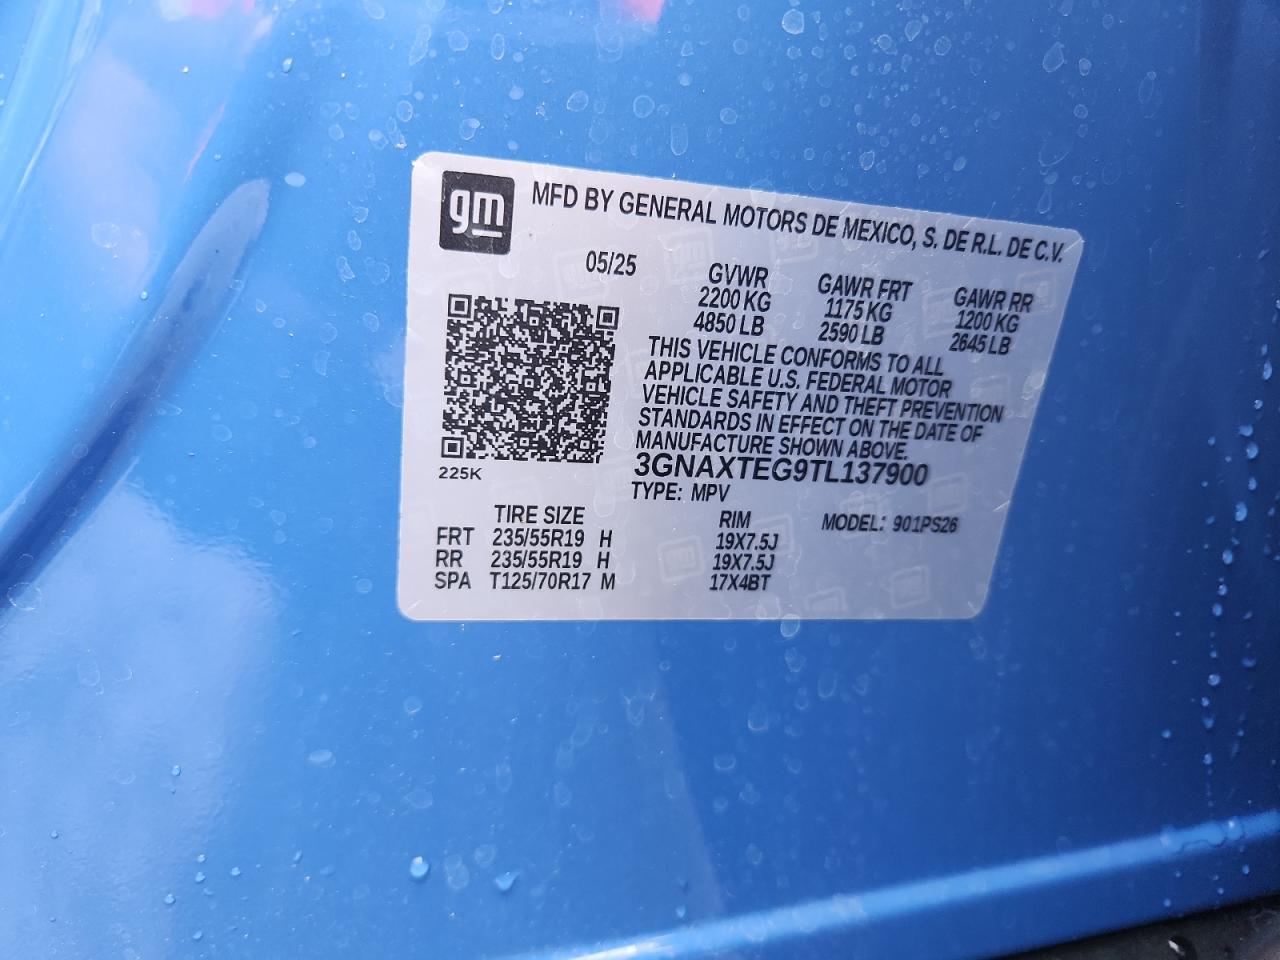 gm
MFD BY GENERAL MOTORS DE MEXICO, S. DE R.L. DE C.V.
05/25
GVWR GAWR FRT GAWR RR
2200 KG 1175 KG 1200 KG
4850 LB 2590 LB 2645 LB
THIS VEHICLE CONFORMS TO ALL
APPLICABLE U.S. FEDERAL MOTOR
VEHICLE SAFETY AND THEFT PREVENTION
STANDARDS IN EFFECT ON THE DATE OF
MANUFACTURE SHOWN ABOVE.
225K
3GNAXTEG9TL137900
TYPE: MPV
TIRE SIZE RIM MODEL: 901PS26
FRT 235/55R19 H 19X7.5J
RR 235/55R19 H 19X7.5J
SPA T125/70R17 M 17X4BT